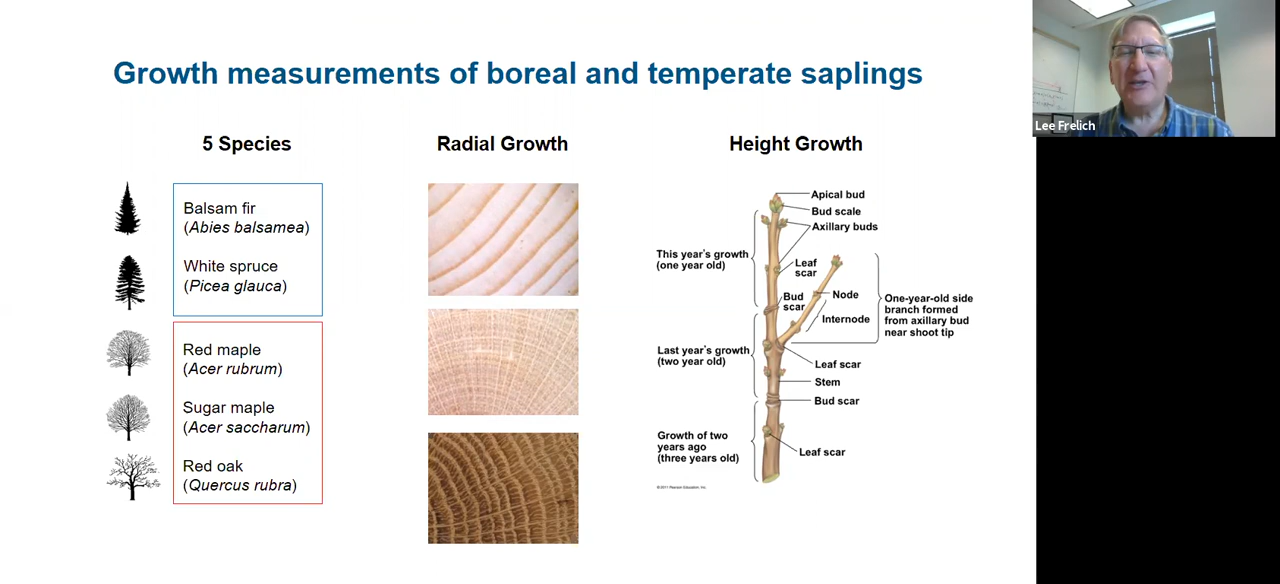 Growth measurements of boreal and temperate saplings
5 Species
Balsam fir
(Abies balsamea)
White spruce
(Picea glauca)
Red maple
(Acer rubrum)
Sugar maple
(Acer saccharum)
Red oak
(Quercus rubra)
Radial Growth
Height Growth
Apical bud
Bud scale
Axillary buds
This year's growth
(one year old)
Leaf
scar
Bud
scar
Node
Internode
One-year-old side
branch formed
from axillary bud
near shoot tip
Last year's growth
(two year old)
Leaf scar
Stem
Bud scar
Growth of two
years ago
(three years old)
Leaf scar
©2011 Pearson Education, Inc.
Lee Frelich